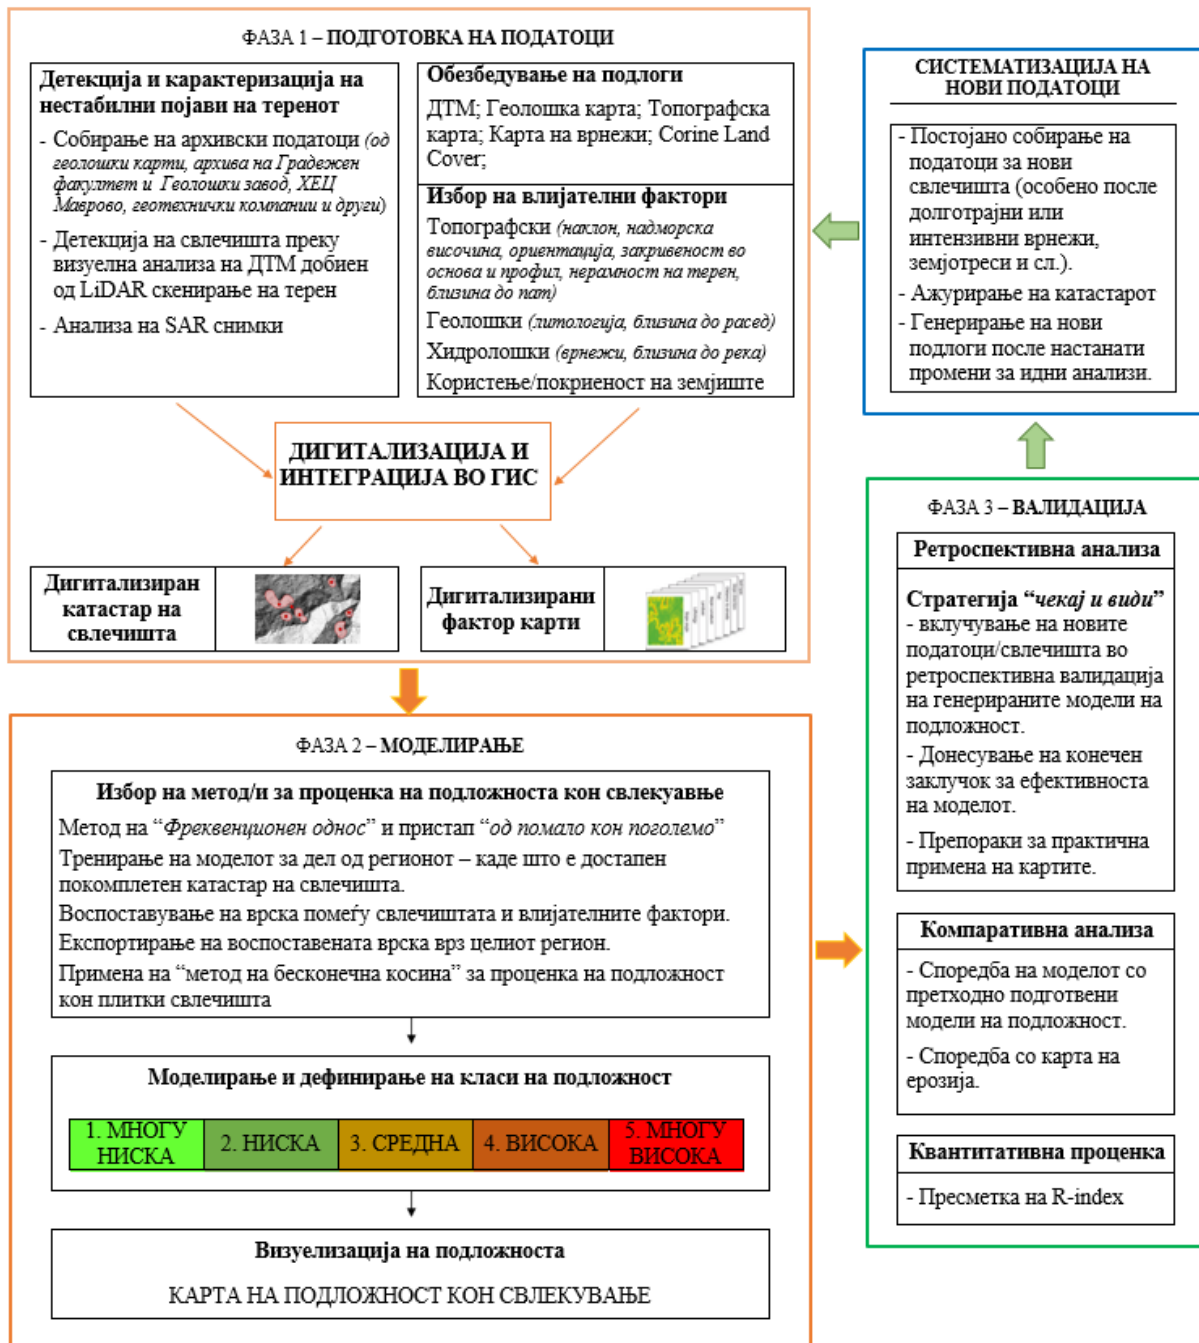 ФАЗА 1 – ПОДГОТОВКА НА ПОДАТОЦИ
Детекција и карактеризација на
нестабилни појави на теренот
- Собирање на архивски податоци (од
геолошки карти, архива на Градежен
факултет и Геолошки завод, ХЕЦ
Маврово, геотехнички компании и други)
- Детекција на свлечишта преку
визуелна анализа на ДТМ добиен
од LiDAR скенирање на терен
- Анализа на SAR снимки
Обезбедување на подлоги
ДТМ; Геолошка карта; Топографска
карта; Карта на врнежи; Corine Land
Cover;
Избор на влијателни фактори
Топографски (наклон, надморска
височина, ориентација, закривеност во
основа и профил, нерамност на терен,
близина до пат)
Геолошки (литологија, близина до расед)
Хидролошки (врнежи, близина до река)
Користење/покриеност на земјиште
ДИГИТАЛИЗАЦИЈА И
ИНТЕГРАЦИЈА ВО ГИС
Дигитализиран
катастар на
свлечишта
Дигитализирани
фактор карти
ФАЗА 2 – МОДЕЛИРАЊЕ
Избор на метод/и за проценка на подложноста кон свлекуавње
Метод на “Фреквенционен однос” и пристап “од помало кон поголемо”
Тренирање на моделот за дел од регионот – каде што е достапен
покомплетен катастар на свлечишта.
Воспоставување на врска помеѓу свлечиштата и влијателните фактори.
Експортирање на воспоставената врска врз целиот регион.
Примена на “метод на бесконечна косина” за проценка на подложност
кон плитки свлечишта
Моделирање и дефинирање на класи на подложност
1. МНОГУ
НИСКА
2. НИСКА
3. СРЕДНА
4. ВИСОКА
5. МНОГУ
ВИСОКА
Визуелизација на подложноста
КАРТА НА ПОДЛОЖНОСТ КОН СВЛЕКУВАЊЕ
ФАЗА 3 – ВАЛИДАЦИЈА
Ретроспективна анализа
Стратегија “чекај и види”
- вклучување на новите
податоци/свлечишта во
ретроспективна валидација
на генерираните модели на
подложност.
- Донесување на конечен
заклучок за ефективноста
на моделот.
- Препораки за практична
примена на картите.
Компаративна анализа
- Споредба на моделот со
претходно подготвени
модели на подложност.
- Споредба со карта на
ерозија.
Квантитативна проценка
- Пресметка на R-index
СИСТЕМАТИЗАЦИЈА НА
НОВИ ПОДАТОЦИ
- Постојано собирање на
податоци за нови
свлечишта (особено после
долготрајни или
интензивни врнежи,
земјотреси и сл.).
- Ажурирање на катастарот
- Генерирање на нови
подлоги после настанати
промени за идни анализи.